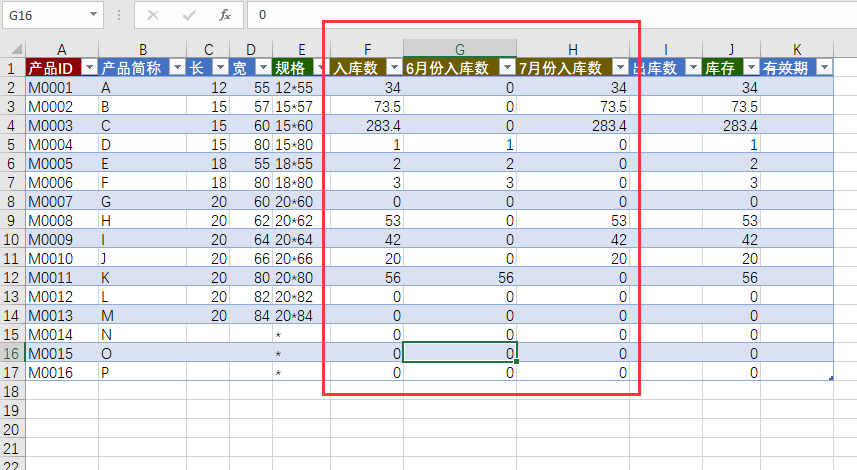 G16 fx 0
A B C D E F G H I J K
1 产品ID 产品简称 长 宽 规格 入库数 6月份入库数 7月份入库数 出库数 库存 有效期
2 M0001 A 12 55 12*55 34 0 34 34
3 M0002 B 15 57 15*57 73.5 0 73.5 73.5
4 M0003 C 15 60 15*60 283.4 0 283.4 283.4
5 M0004 D 15 80 15*80 1 1 0 1
6 M0005 E 18 55 18*55 2 2 0 2
7 M0006 F 18 80 18*80 3 3 0 3
8 M0007 G 20 60 20*60 0 0 0 0
9 M0008 H 20 62 20*62 53 0 53 53
10 M0009 I 20 64 20*64 42 0 42 42
11 M0010 J 20 66 20*66 20 0 20 20
12 M0011 K 20 80 20*80 56 56 0 56
13 M0012 L 20 82 20*82 0 0 0 0
14 M0013 M 20 84 20*84 0 0 0 0
15 M0014 N * 0 0 0 0
16 M0015 O * 0 0 0 0
17 M0016 P * 0 0 0 0
18
19
20
21
22